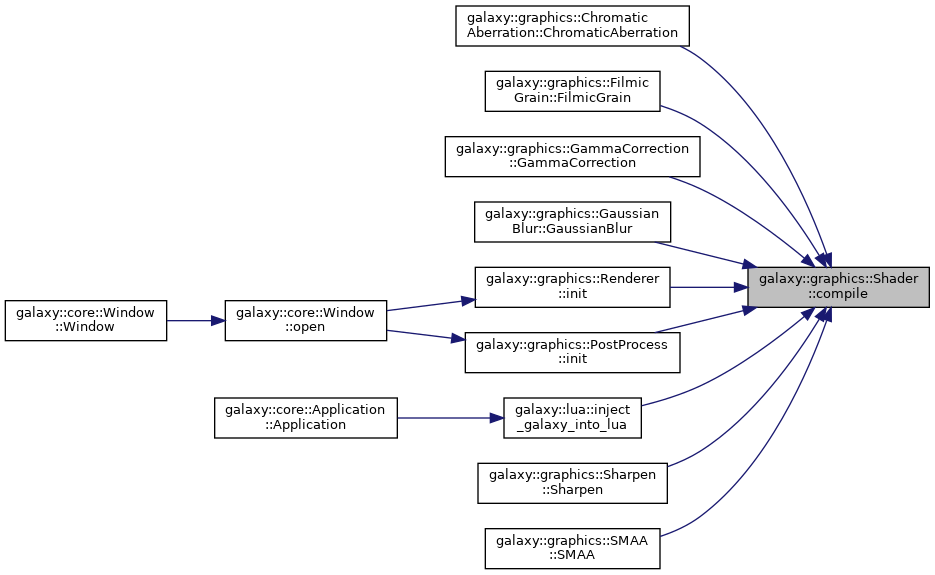 galaxy::graphics::Chromatic
Aberration::ChromaticAberration
galaxy::graphics::Filmic
Grain::FilmicGrain
galaxy::graphics::GammaCorrection
::GammaCorrection
galaxy::graphics::Gaussian
Blur::GaussianBlur
galaxy::graphics::Shader
::compile
galaxy::graphics::Renderer
::init
galaxy::core::Window
::Window
galaxy::core::Window
::open
galaxy::graphics::PostProcess
::init
galaxy::core::Application
::Application
galaxy::lua::inject
_galaxy_into_lua
galaxy::graphics::Sharpen
::Sharpen
galaxy::graphics::SMAA
::SMAA